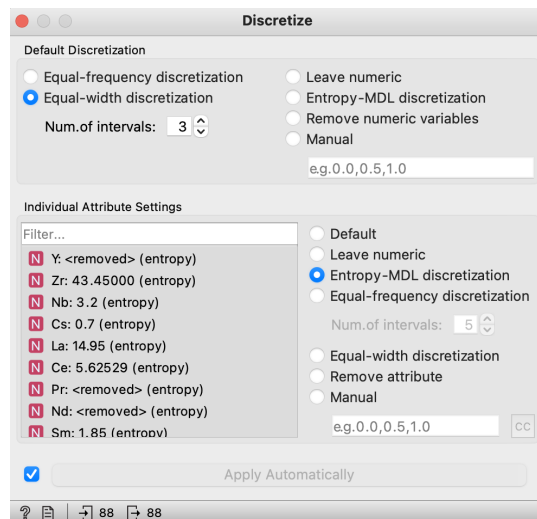 Discretize
Default Discretization
Equal-frequency discretization
Equal-width discretization
Num.of intervals: 3
Leave numeric
Entropy-MDL discretization
Remove numeric variables
Manual
e.g.0.0,0.5,1.0
Individual Attribute Settings
Filter...
N Y: <removed> (entropy)
N Zr: 43.45000 (entropy)
N Nb: 3.2 (entropy)
N Cs: 0.7 (entropy)
N La: 14.95 (entropy)
N Ce: 5.62529 (entropy)
N Pr: <removed> (entropy)
N Nd: <removed> (entropy)
N Sm: 1.85 (entropy)
Default
Leave numeric
Entropy-MDL discretization
Equal-frequency discretization
Num.of intervals: 5
Equal-width discretization
Remove attribute
Manual
e.g.0.0,0.5,1.0 CC
Apply Automatically
? 88 88